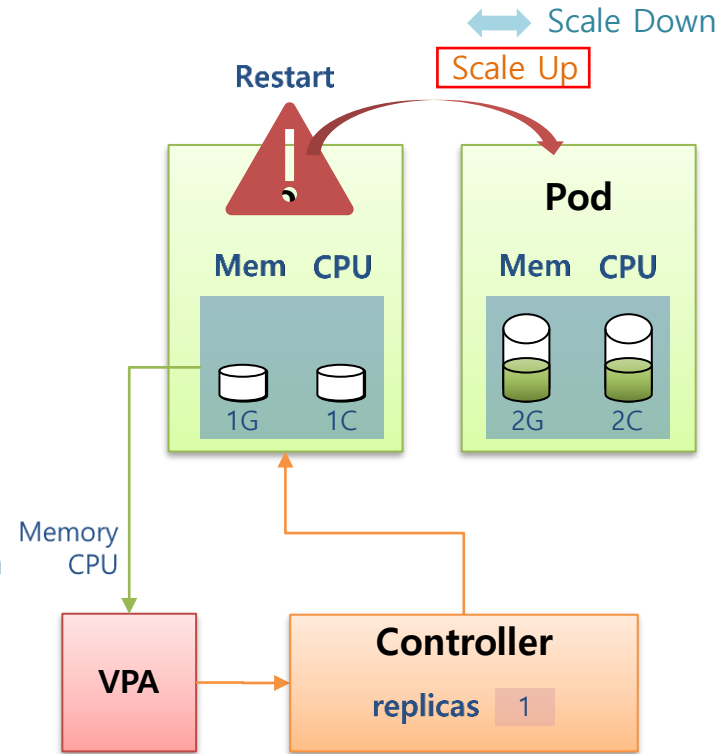 Scale Down
Scale Up
Restart
Pod
Mem CPU
Mem CPU
1G 1C
2G 2C
Memory
CPU
VPA
Controller
replicas 1